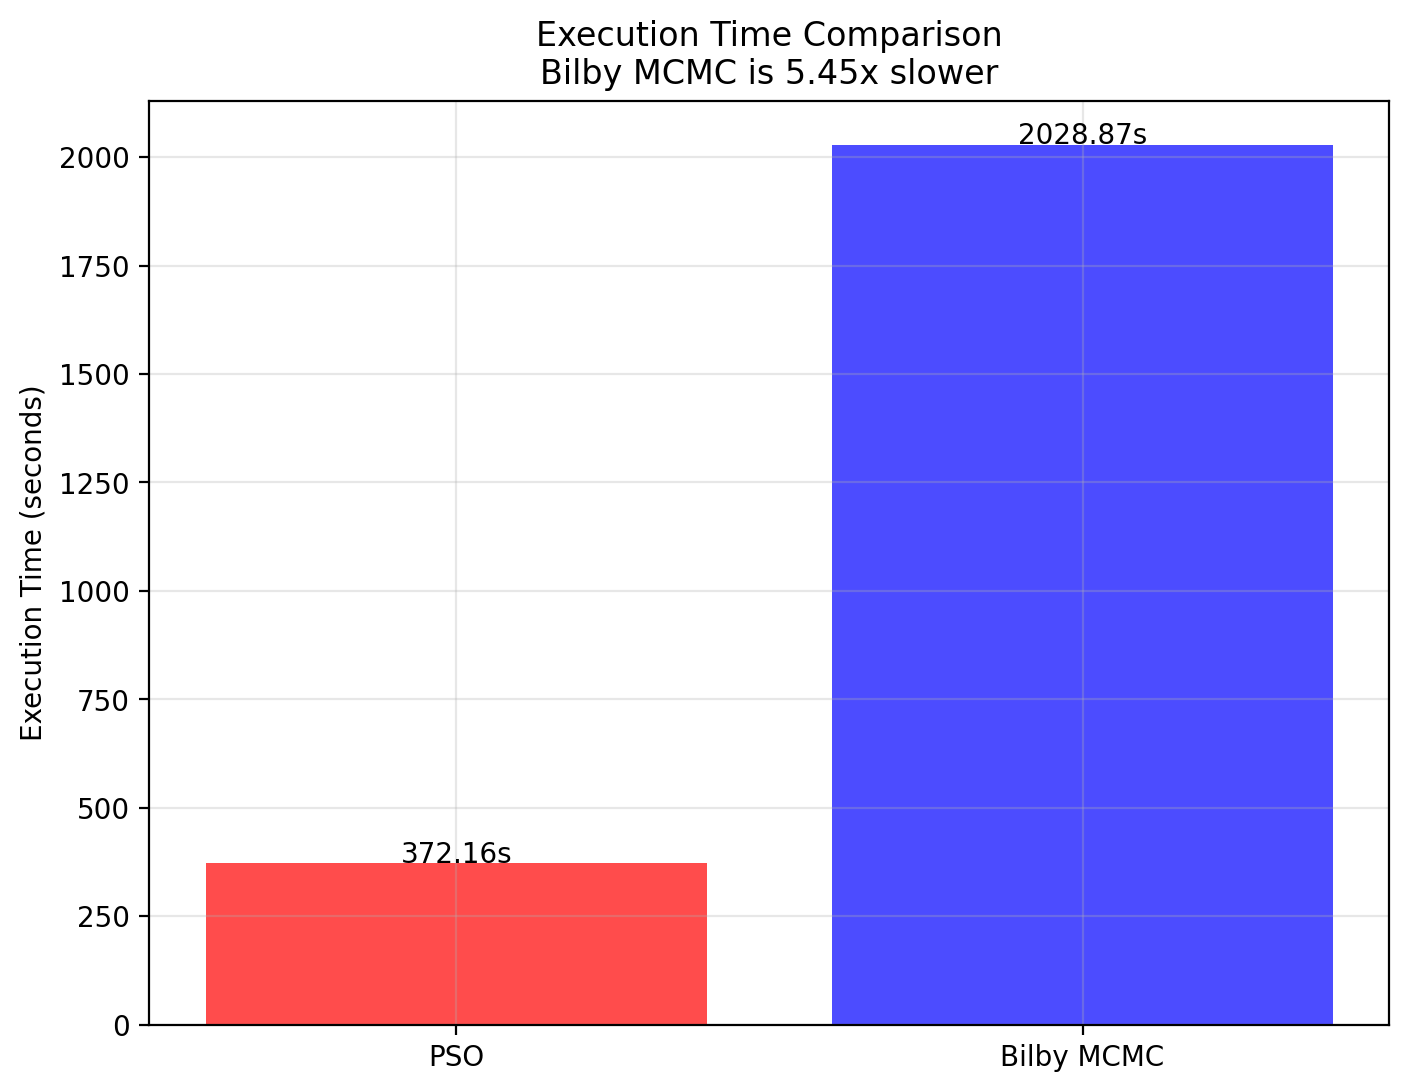 Execution Time Comparison
Bilby MCMC is 5.45x slower
Execution Time (seconds)
2000
1750
1500
1250
1000
750
500
250
0
2028.87s
372.16s
PSO
Bilby MCMC